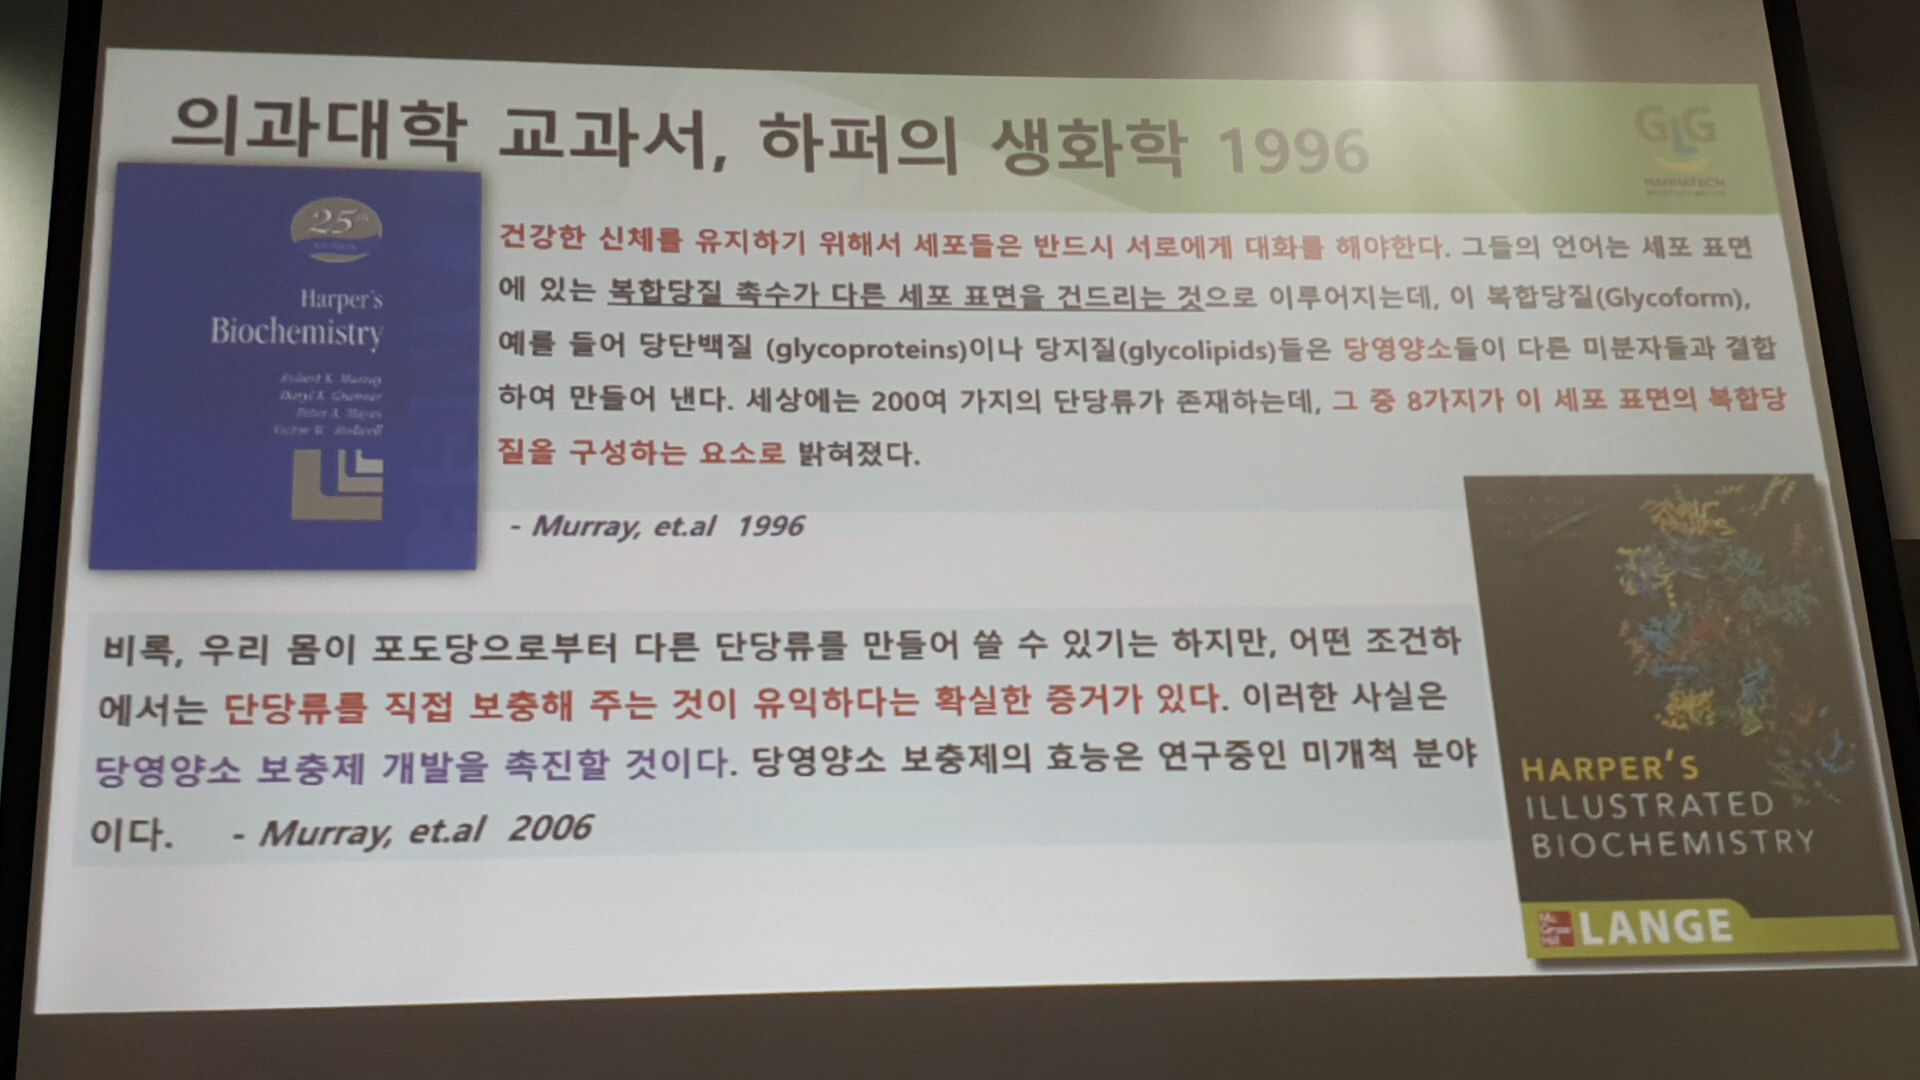 의과대학 교과서, 하퍼의 생화학 1996
GLG
MANNATECH
25
Harper's
Biochemistry
Robert K. Murray
Daryl K. Granner
Peter A. Mayes
Victor W. Rodwell
건강한 신체를 유지하기 위해서 세포들은 반드시 서로에게 대화를 해야한다. 그들의 언어는 세포 표면
에 있는 복합당질 촉수가 다른 세포 표면을 건드리는 것으로 이루어지는데, 이 복합당질(Glycoform),
예를 들어 당단백질 (glycoproteins)이나 당지질(glycolipids)들은 당영양소들이 다른 미분자들과 결합
하여 만들어 낸다. 세상에는 200여 가지의 단당류가 존재하는데, 그 중 8가지가 이 세포 표면의 복합당
질을 구성하는 요소로 밝혀졌다.
- Murray, et.al 1996
비록, 우리 몸이 포도당으로부터 다른 단당류를 만들어 쓸 수 있기는 하지만, 어떤 조건하
에서는 단당류를 직접 보충해 주는 것이 유익하다는 확실한 증거가 있다. 이러한 사실은
당영양소 보충제 개발을 촉진할 것이다. 당영양소 보충제의 효능은 연구중인 미개척 분야
이다. - Murray, et.al 2006
HARPER'S
ILLUSTRATED
BIOCHEMISTRY
Mc
Graw
Hill
LANGE